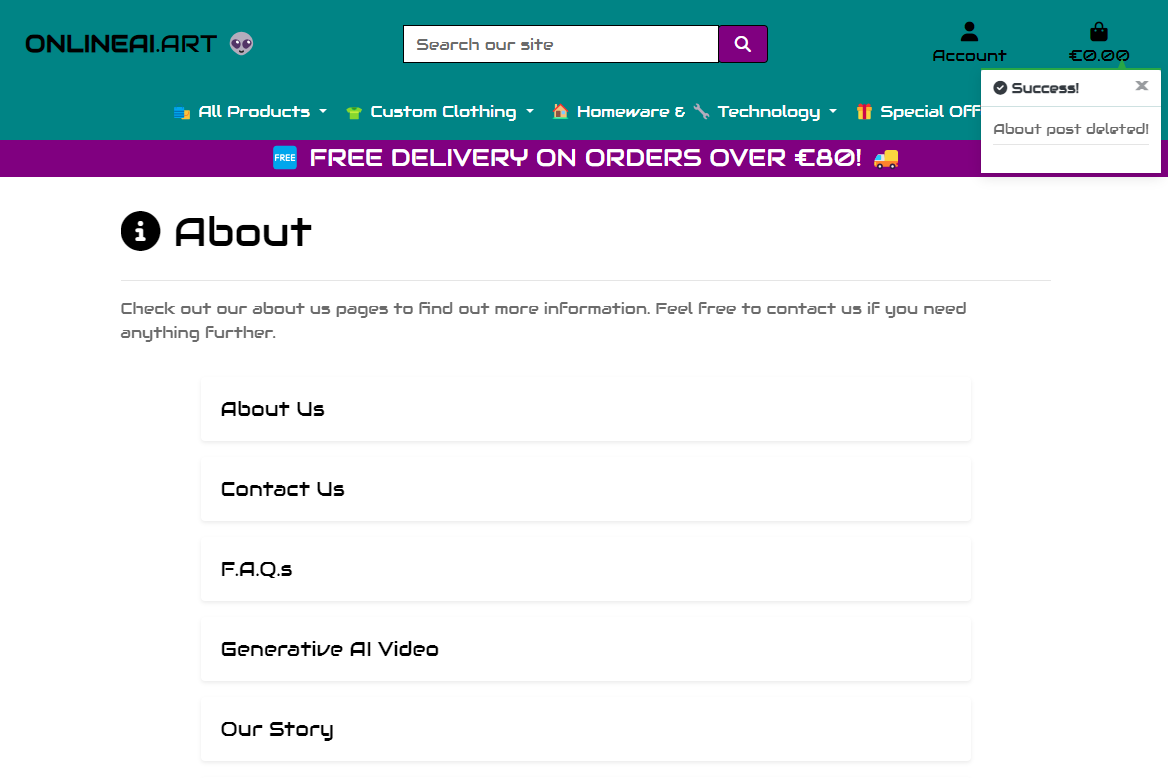 ONLINEAI.ART
Search our site
Account
€0.00
All Products
Custom Clothing
Homeware &
Technology
Special Off
Success!
×
About post deleted!
FREE
FREE DELIVERY ON ORDERS OVER €80!
About
Check out our about us pages to find out more information. Feel free to contact us if you need
anything further.
About Us
Contact Us
F.A.Q.s
Generative AI Video
Our Story